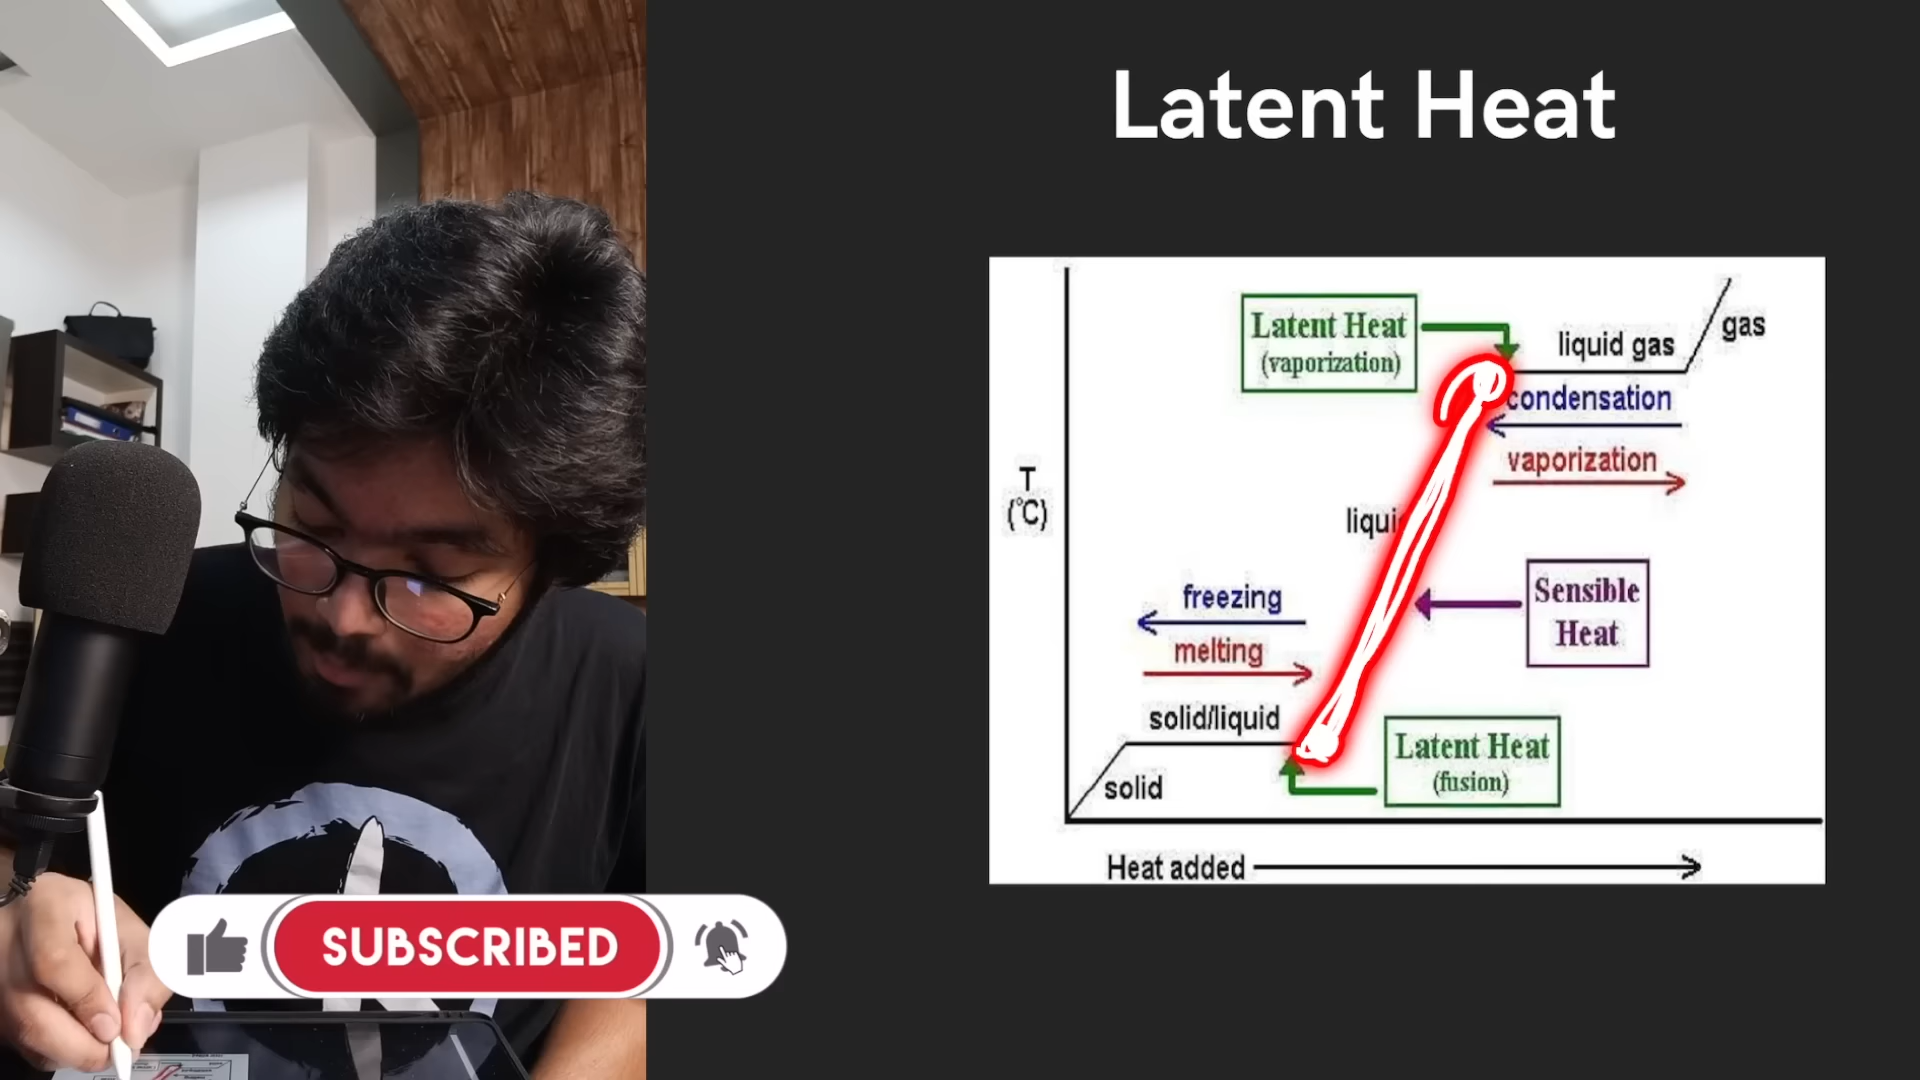 Latent Heat
Latent Heat
(vaporization)
liquid gas
gas
condensation
vaporization
T
(°C)
freezing
melting
Sensible
Heat
solid/liquid
solid
Latent Heat
(fusion)
Heat added
SUBSCRIBED